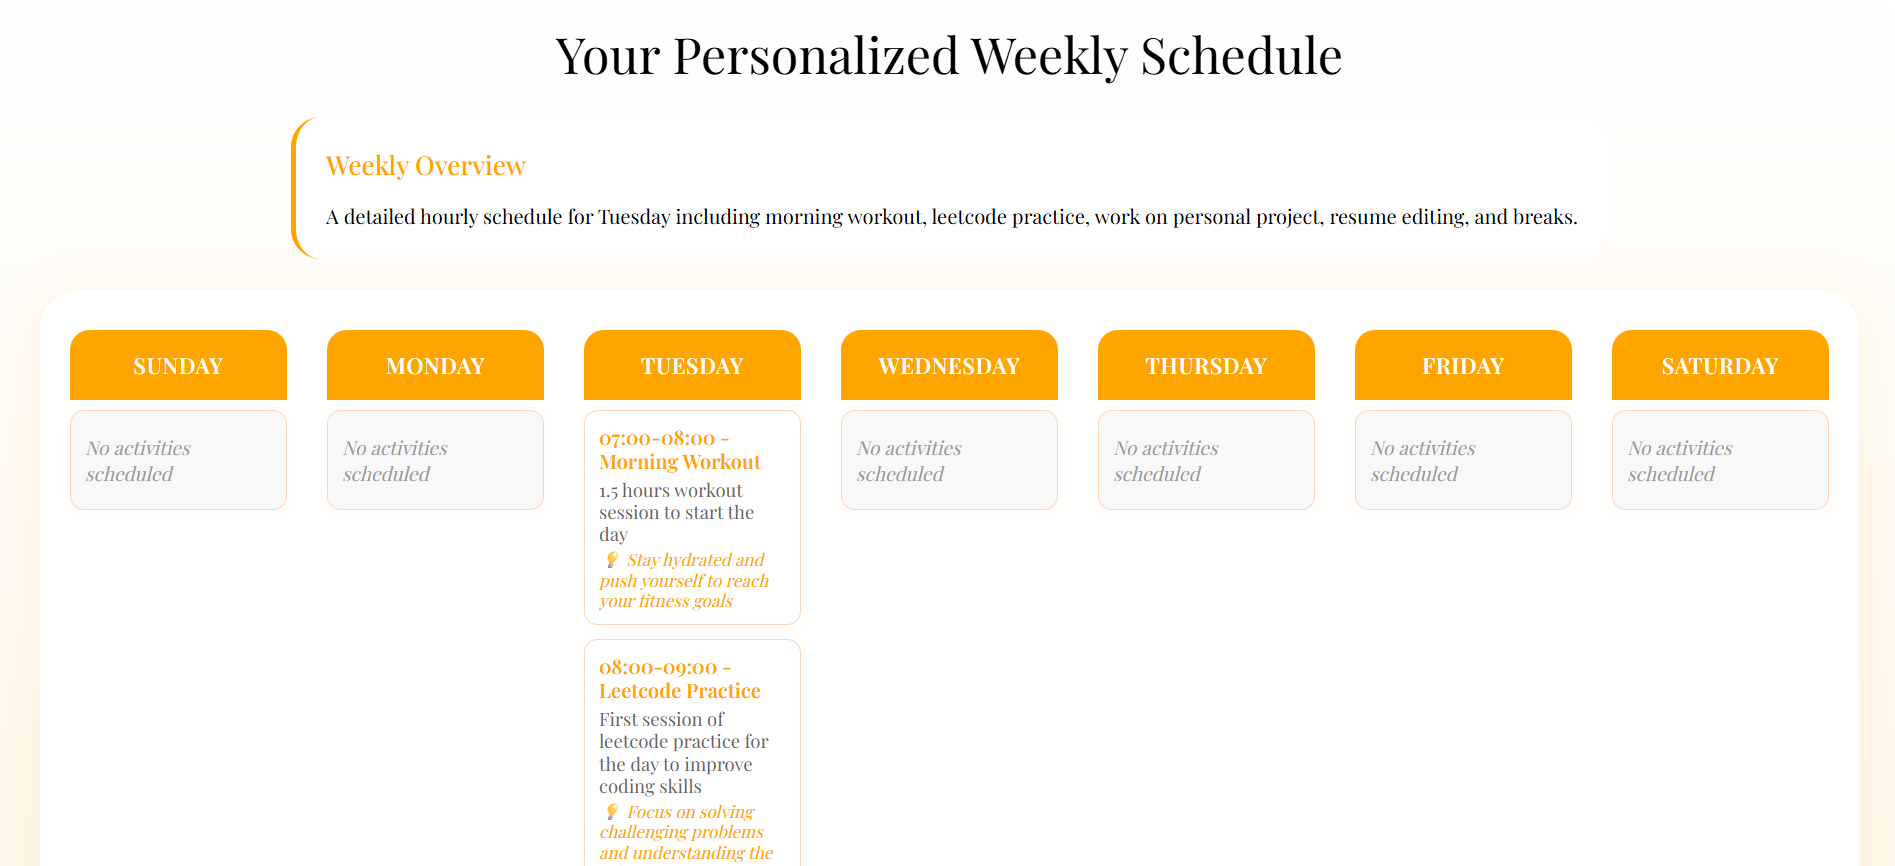 Your Personalized Weekly Schedule
Weekly Overview
A detailed hourly schedule for Tuesday including morning workout, leetcode practice, work on personal project, resume editing, and breaks.
SUNDAY
No activities
scheduled
MONDAY
No activities
scheduled
TUESDAY
07:00-08:00 -
Morning Workout
1.5 hours workout
session to start the
day
💡 Stay hydrated and
push yourself to reach
your fitness goals
08:00-09:00 -
Leetcode Practice
First session of
leetcode practice for
the day to improve
coding skills
💡 Focus on solving
challenging problems
and understanding the
WEDNESDAY
No activities
scheduled
THURSDAY
No activities
scheduled
FRIDAY
No activities
scheduled
SATURDAY
No activities
scheduled